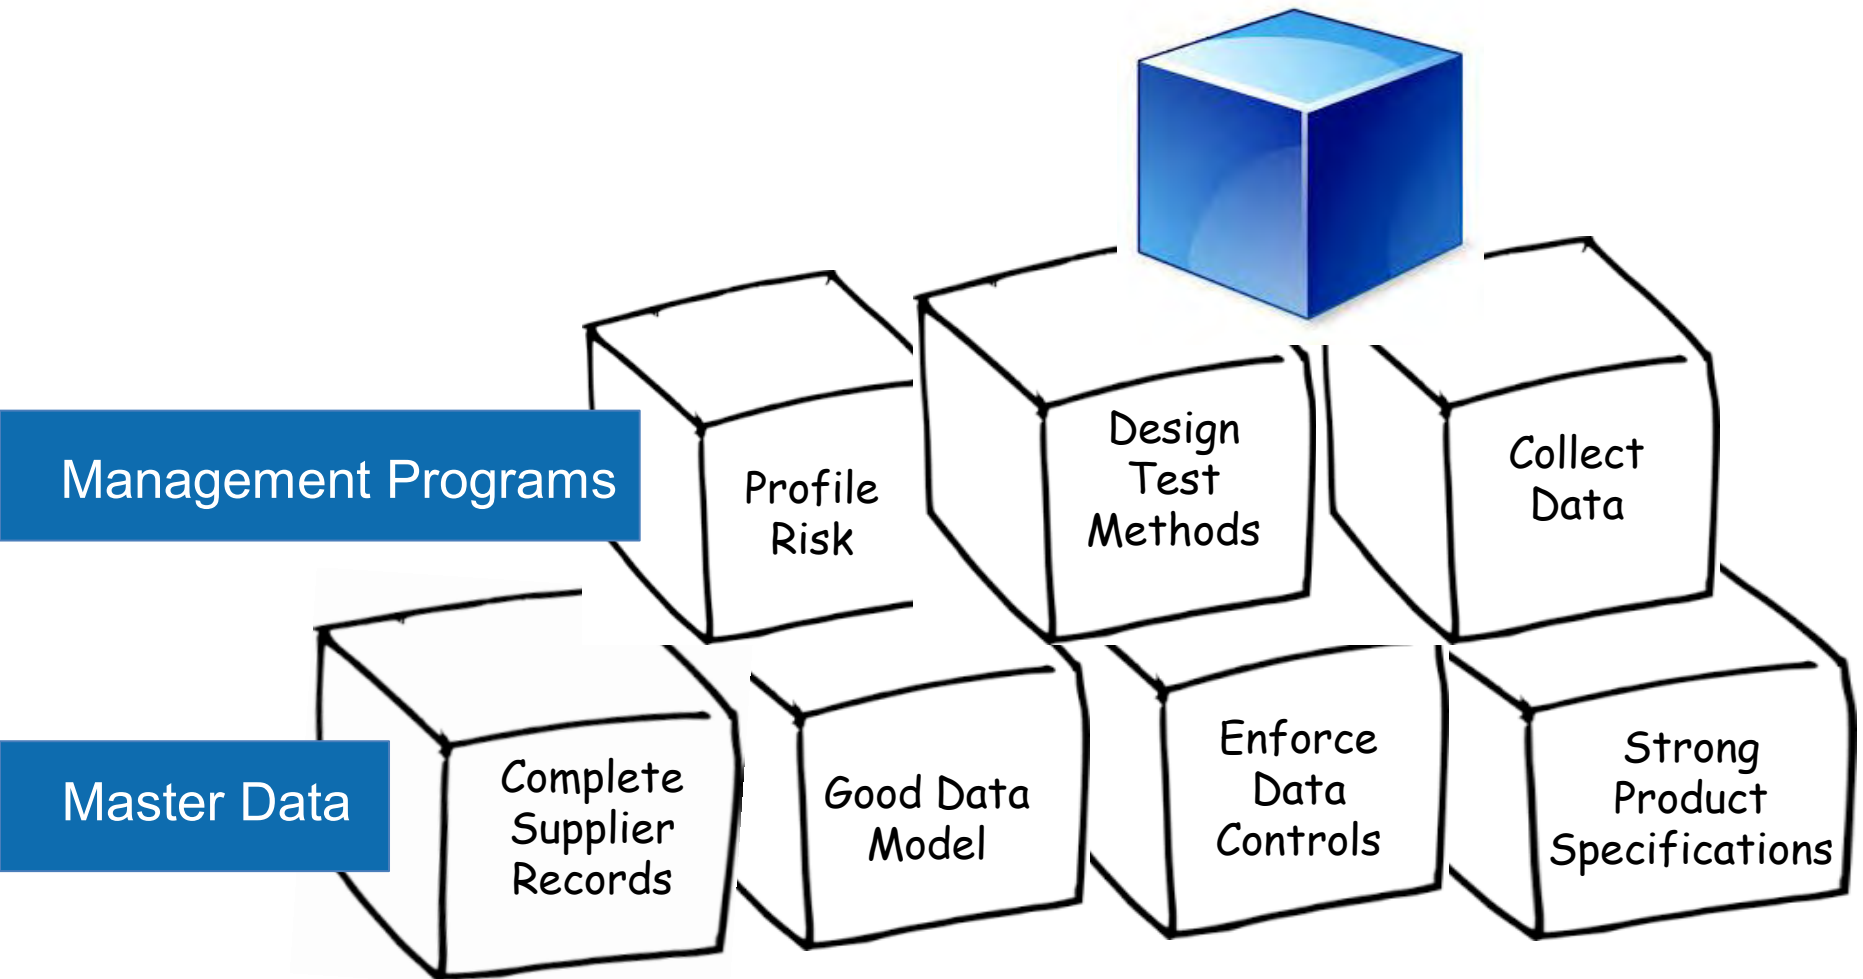 Management Programs
Profile
Risk
Design
Test
Methods
Collect
Data
Master Data
Complete
Supplier
Records
Good Data
Model
Enforce
Data
Controls
Strong
Product
Specifications